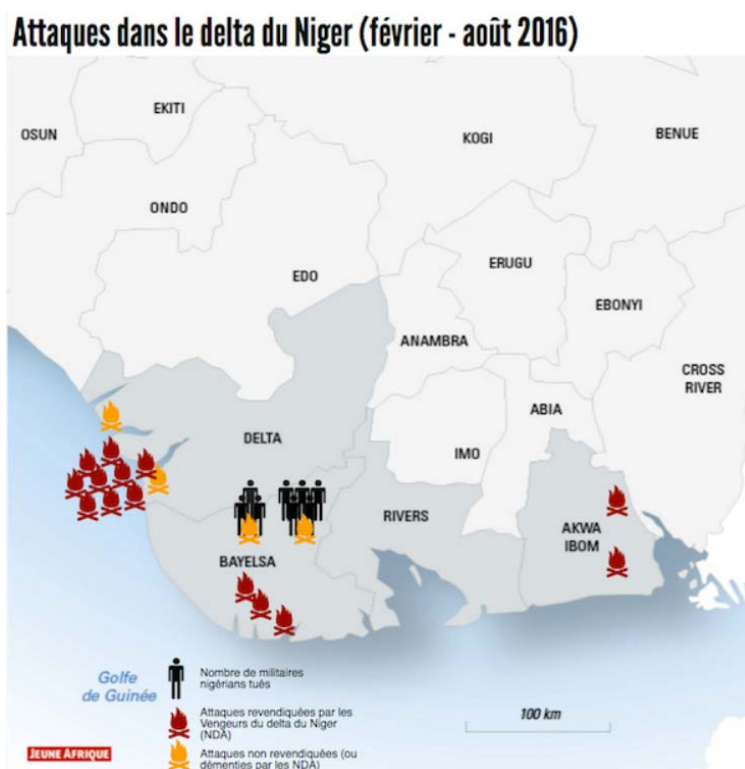 Attaques dans le delta du Niger (février - août 2016)
EKITI
OSUN
KOGI
BENUE
ONDO
EDO
ERUGU
EBONYI
ANAMBRA
CROSS
RIVER
ABIA
DELTA
IMO
RIVERS
AKWA
IBOM
BAYELSA
Golfe
de Guinée
Nombre de militaires
nigérians tués
Attaques revendiquées par les
Vengeurs du delta du Niger
(NDA)
100 km
JEUNE AFRIQUE
Attaques non revendiquées (ou
démenties par les NDA)